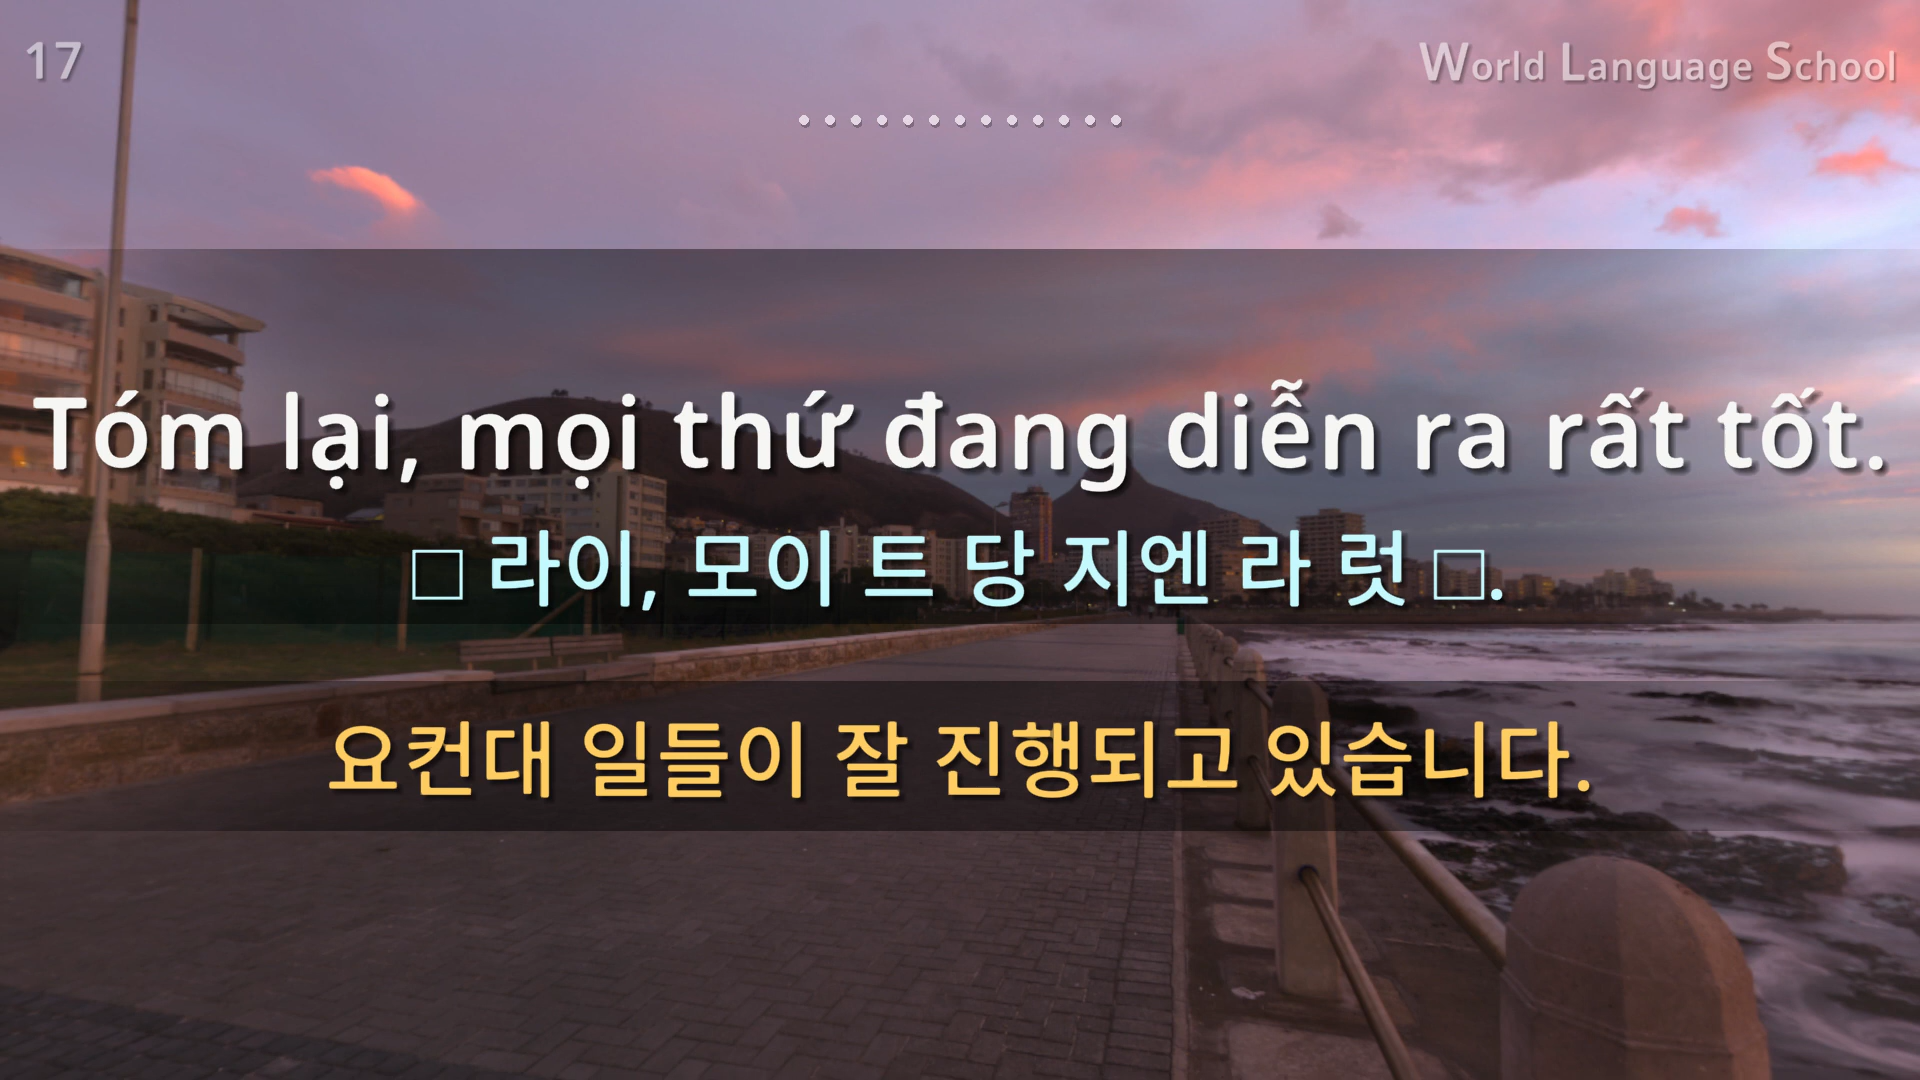 17
World Language School
Tóm lại, mọi thứ đang diễn ra rất tốt.
□ 라이, 모이 트 당 지엔 라 럿 □.
요컨대 일들이 잘 진행되고 있습니다.